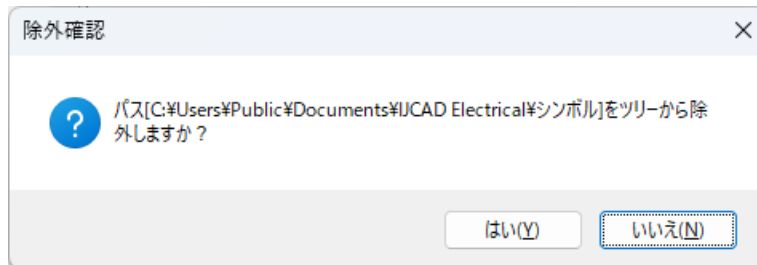 除外確認
パス[C:¥Users¥Public¥Documents¥IJCAD Electrical¥シンボル]をツリーから除
外しますか？
はい(Y)
いいえ(N)